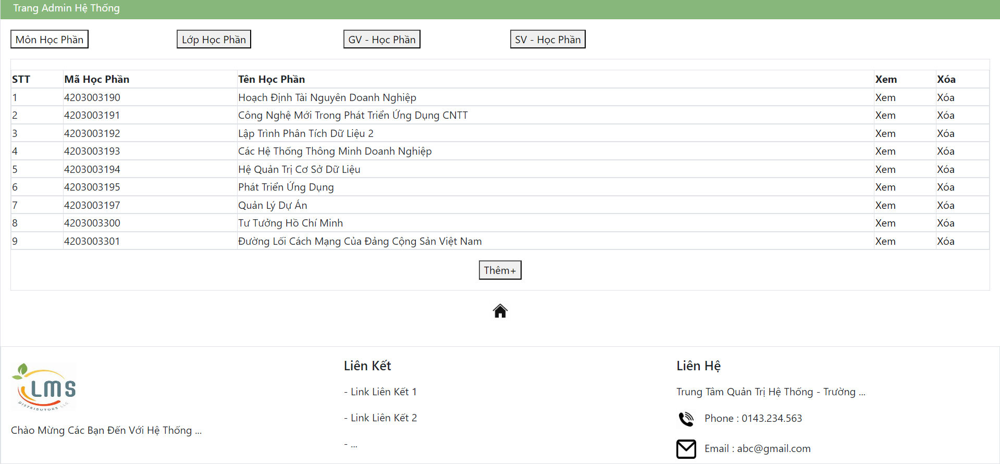 Trang Admin Hệ Thống
Môn Học Phần Lớp Học Phần GV - Học Phần SV - Học Phần
STT Mã Học Phần Tên Học Phần Xem Xóa
1 4203003190 Hoạch Định Tài Nguyên Doanh Nghiệp Xem Xóa
2 4203003191 Công Nghệ Mới Trong Phát Triển Ứng Dụng CNTT Xem Xóa
3 4203003192 Lập Trình Phân Tích Dữ Liệu 2 Xem Xóa
4 4203003193 Các Hệ Thống Thông Minh Doanh Nghiệp Xem Xóa
5 4203003194 Hệ Quản Trị Cơ Sở Dữ Liệu Xem Xóa
6 4203003195 Phát Triển Ứng Dụng Xem Xóa
7 4203003197 Quản Lý Dự Án Xem Xóa
8 4203003300 Tư Tưởng Hồ Chí Minh Xem Xóa
9 4203003301 Đường Lối Cách Mạng Của Đảng Cộng Sản Việt Nam Xem Xóa
Thêm+
LMS
DISTRIBUTORS LLC
Chào Mừng Các Bạn Đến Với Hệ Thống ...
Liên Kết
- Link Liên Kết 1
- Link Liên Kết 2
- ...
Liên Hệ
Trung Tâm Quản Trị Hệ Thống - Trường ...
Phone : 0143.234.563
Email : abc@gmail.com